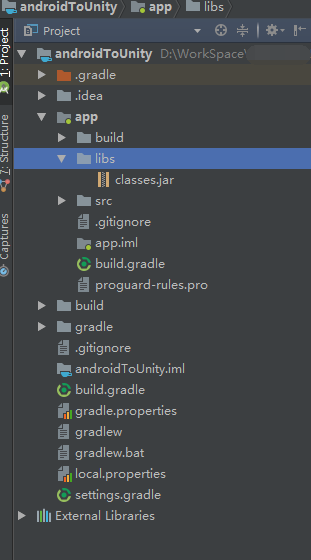 androidToUnity app libs
Project
androidToUnity D:\WorkSpace\
.gradle
.idea
app
build
libs
classes.jar
src
.gitignore
app.iml
build.gradle
proguard-rules.pro
build
gradle
.gitignore
androidToUnity.iml
build.gradle
gradle.properties
gradlew
gradlew.bat
local.properties
settings.gradle
External Libraries
1: Project
7: Structure
Captures